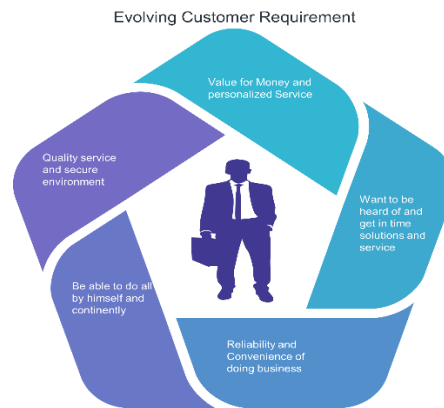 Evolving Customer Requirement
Value for Money and
personalized Service
Want to be
heard of and
get in time
solutions and
service
Reliability and
Convenience of
doing business
Be able to do all
by himself and
continently
Quality service
and secure
environment